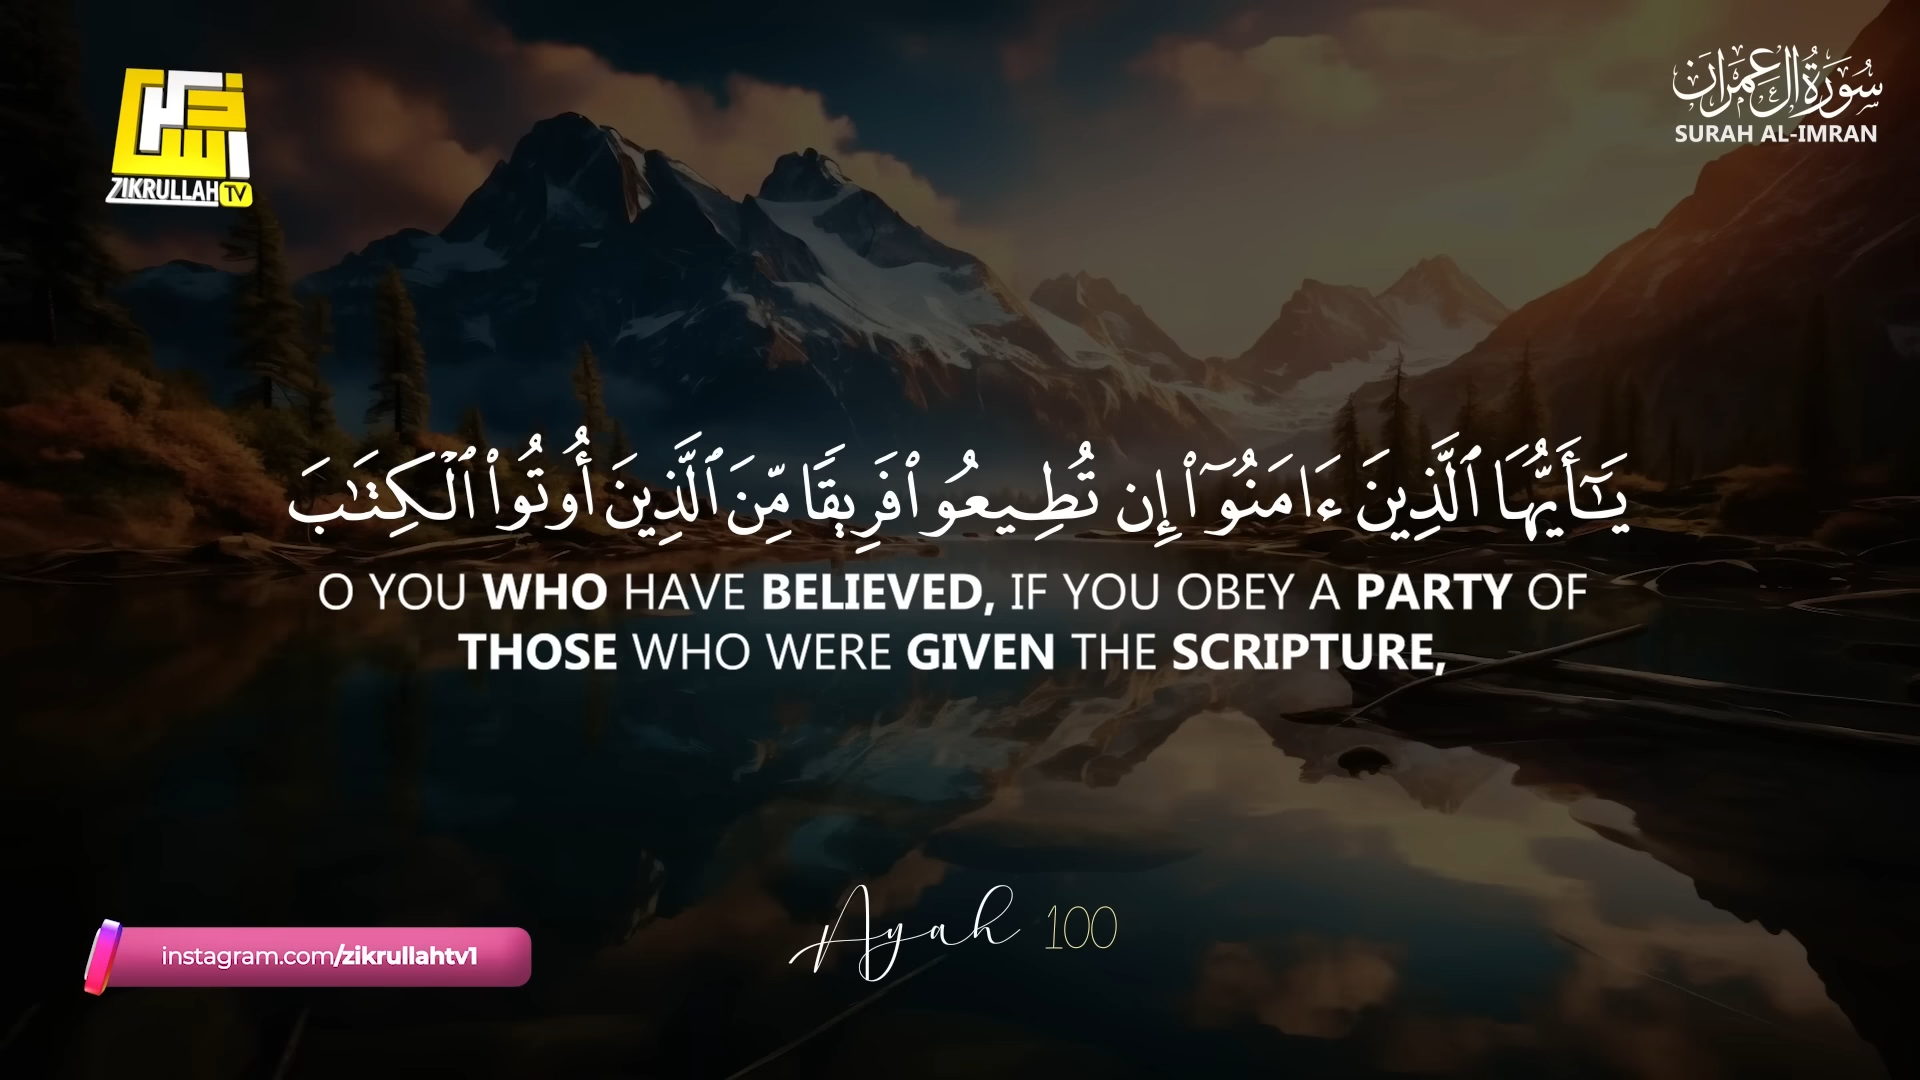 ذكر الله
ZIKRULLAH TV
سُورَةُ آلِ عِمْرَان
SURAH AL-IMRAN
يَـٰٓأَيُّهَا ٱلَّذِينَ ءَامَنُوٓا۟ إِن تُطِيعُوا۟ فَرِيقًا مِّنَ ٱلَّذِينَ أُوتُوا۟ ٱلْكِتَـٰبَ
O YOU WHO HAVE BELIEVED, IF YOU OBEY A PARTY OF
THOSE WHO WERE GIVEN THE SCRIPTURE,
Ayah 100
instagram.com/zikrullahtv1